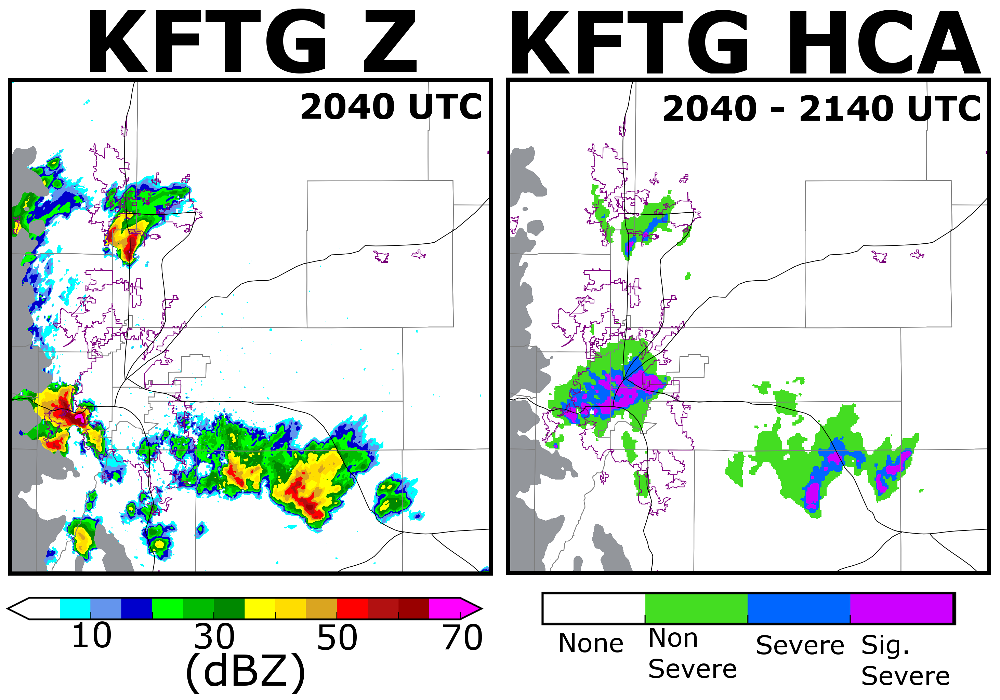 KFTG Z
KFTG HCA
2040 UTC
2040 - 2140 UTC
10 30 50 70
(dBZ)
None
Non
Severe
Severe
Sig.
Severe